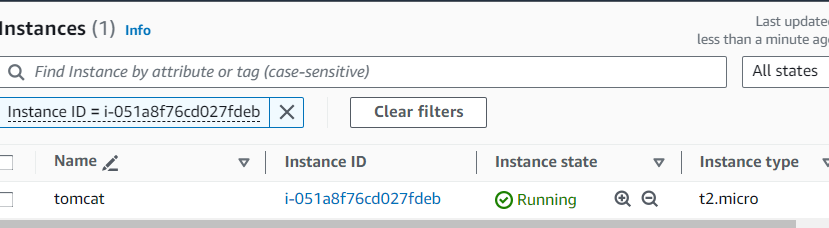 Instances (1) Info
Last updated
less than a minute ago
Find Instance by attribute or tag (case-sensitive)
All states
Instance ID = i-051a8f76cd027fdeb
Clear filters
Name Instance ID Instance state Instance type
tomcat i-051a8f76cd027fdeb Running t2.micro